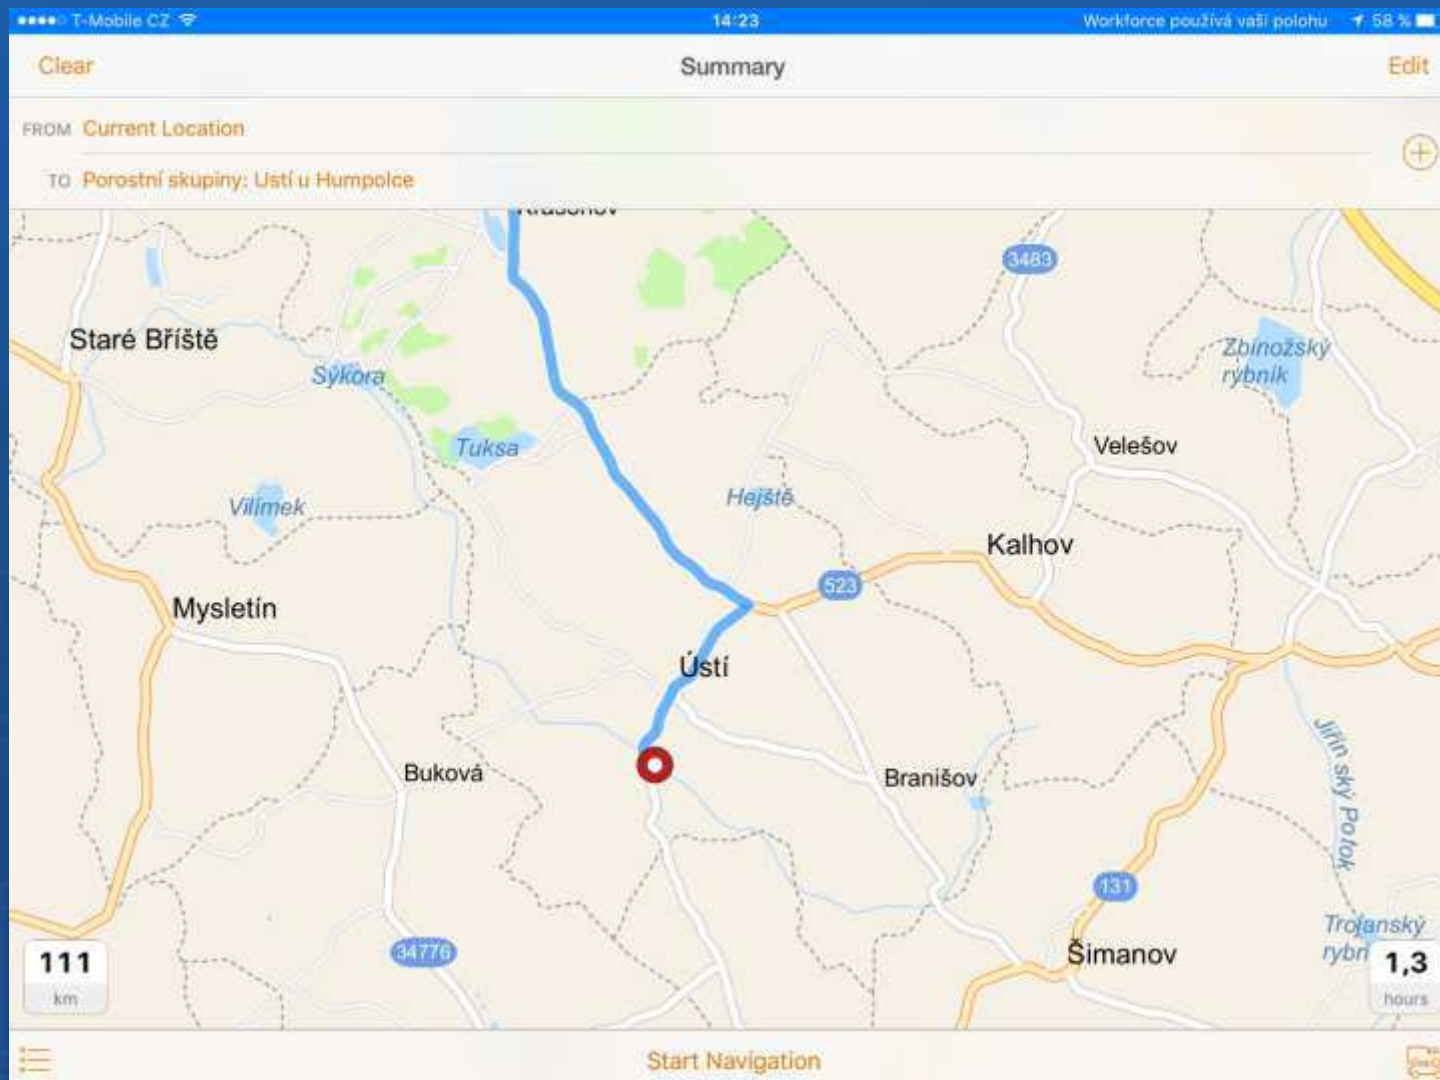 T-Mobile CZ 14:23 Workforce používá vaši polohu 58 %
Clear Summary Edit
FROM Current Location
TO Porostní skupiny: Ustí u Humpolce
3483
Staré Bříště
Zbinožský
rybník
Sýkora
Tuksa
Velešov
Vilímek
Hejště
Kalhov
523
Mysletín
Ústí
Jiřín ský Potok
Buková
Branišov
131
Trojanský
34776
Šimanov
111
km
1,3
hours
Start Navigation